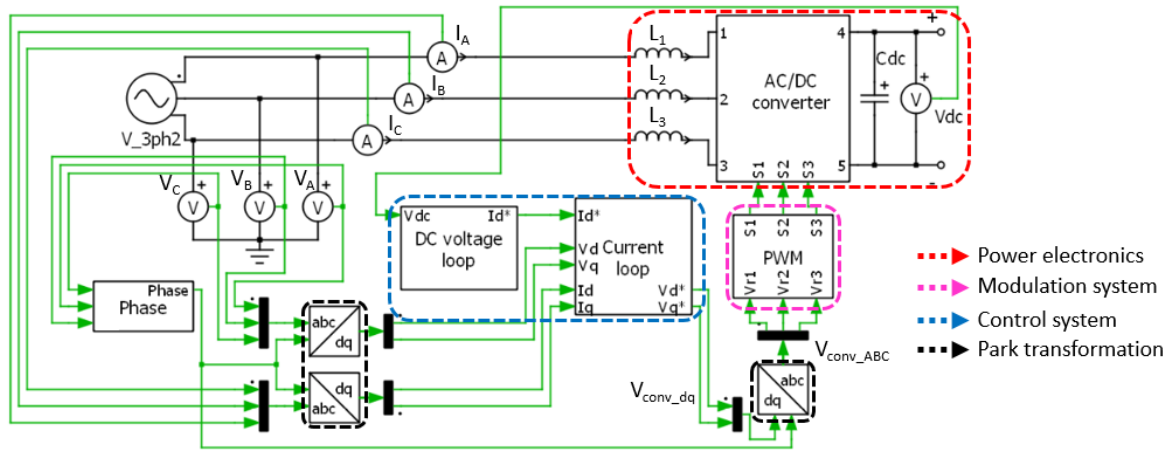 I_A
I_B
I_C
L_1
L_2
L_3
1
2
3
AC/DC
converter
4
5
S1
S2
S3
Cdc
+
+
+
V
Vdc
-
A
A
A
V_3ph2
V_C
V_B
V_A
+
+
+
V
V
V
Vdc
Id*
DC voltage
loop
Id*
Vd
Vq
Id
Iq
Current
loop
Vd*
Vq*
S1
S2
S3
PWM
Vr1
Vr2
Vr3
Power electronics
Modulation system
Control system
Park transformation
Phase
Phase
abc
dq
dq
abc
V_conv_ABC
V_conv_dq
abc
dq